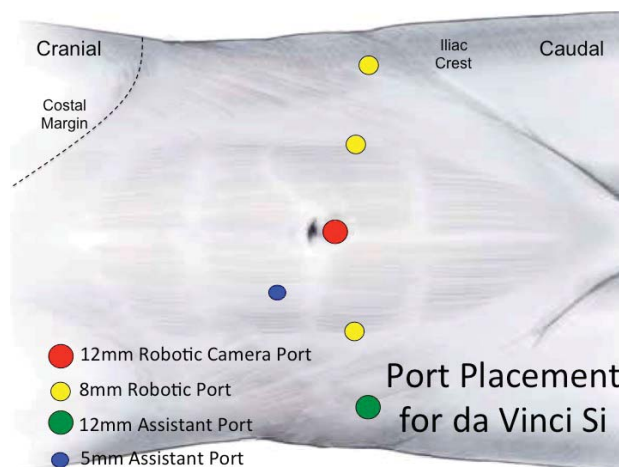 Cranial
Iliac
Crest
Caudal
Costal
Margin
12mm Robotic Camera Port
8mm Robotic Port
12mm Assistant Port
5mm Assistant Port
Port Placement
for da Vinci Si